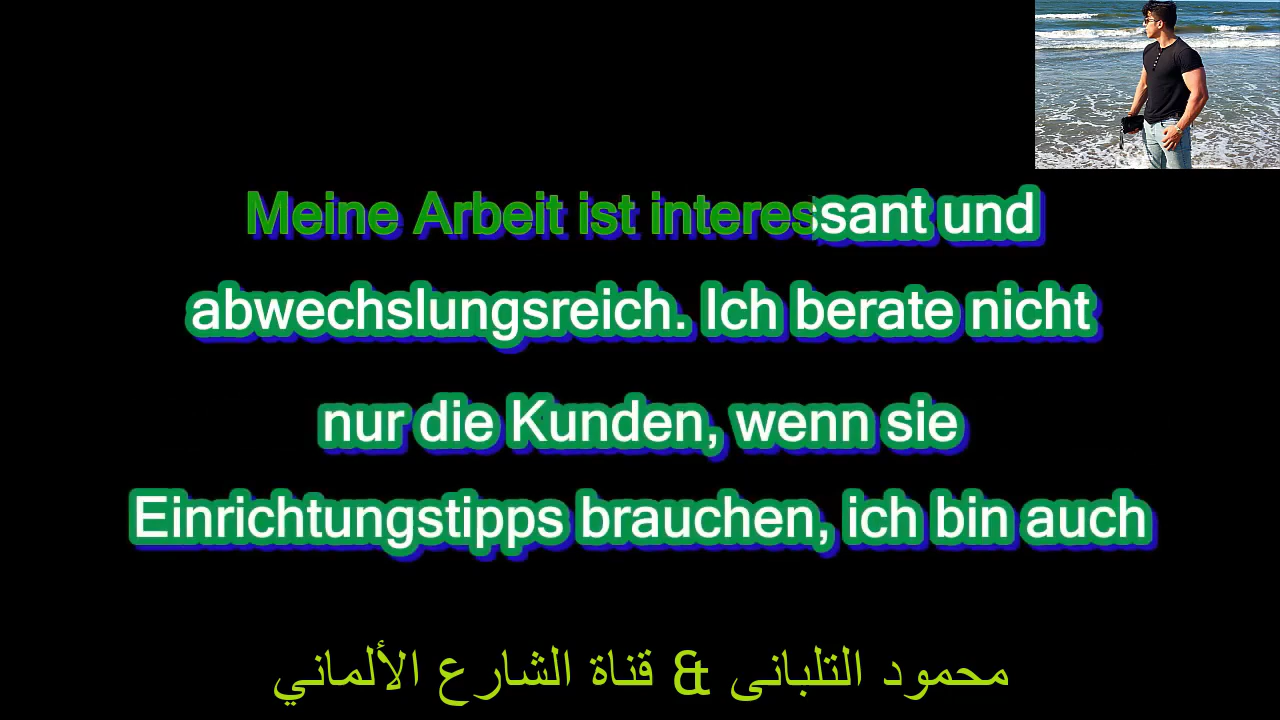 Meine Arbeit ist interessant und
abwechslungsreich. Ich berate nicht
nur die Kunden, wenn sie
Einrichtungstipps brauchen, ich bin auch
محمود التلبانى & قناة الشارع الألماني